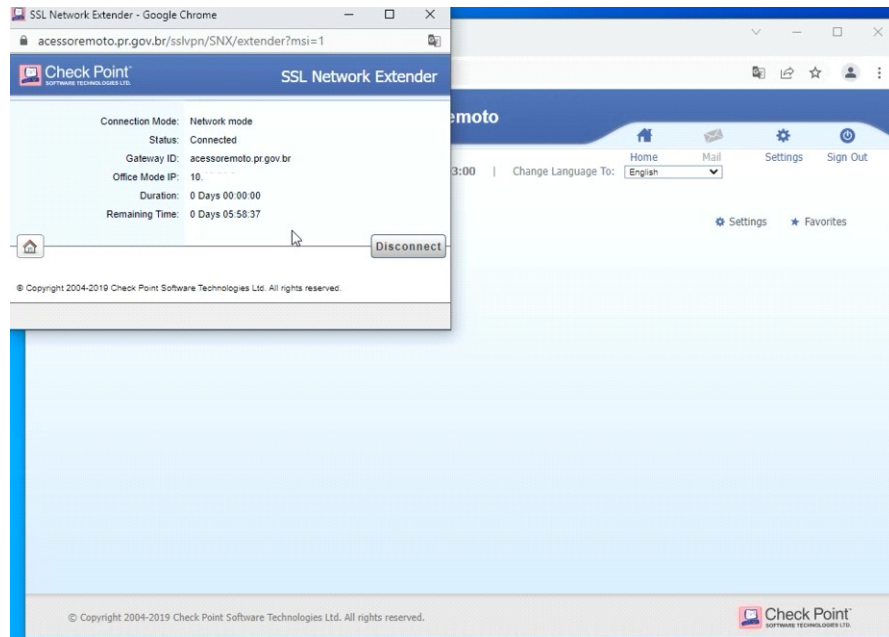 SSL Network Extender - Google Chrome
acessoremoto.pr.gov.br/sslvpn/SNX/extender?msi=1
Check Point
SOFTWARE TECHNOLOGIES LTD.
SSL Network Extender
Connection Mode: Network mode
Status: Connected
Gateway ID: acessoremoto.pr.gov.br
Office Mode IP: 10.
Duration: 0 Days 00:00:00
Remaining Time: 0 Days 05:58:37
Disconnect
© Copyright 2004-2019 Check Point Software Technologies Ltd. All rights reserved.
emoto
Home Mail Settings Sign Out
3:00 | Change Language To: English
Settings Favorites
© Copyright 2004-2019 Check Point Software Technologies Ltd. All rights reserved.
Check Point
SOFTWARE TECHNOLOGIES LTD.